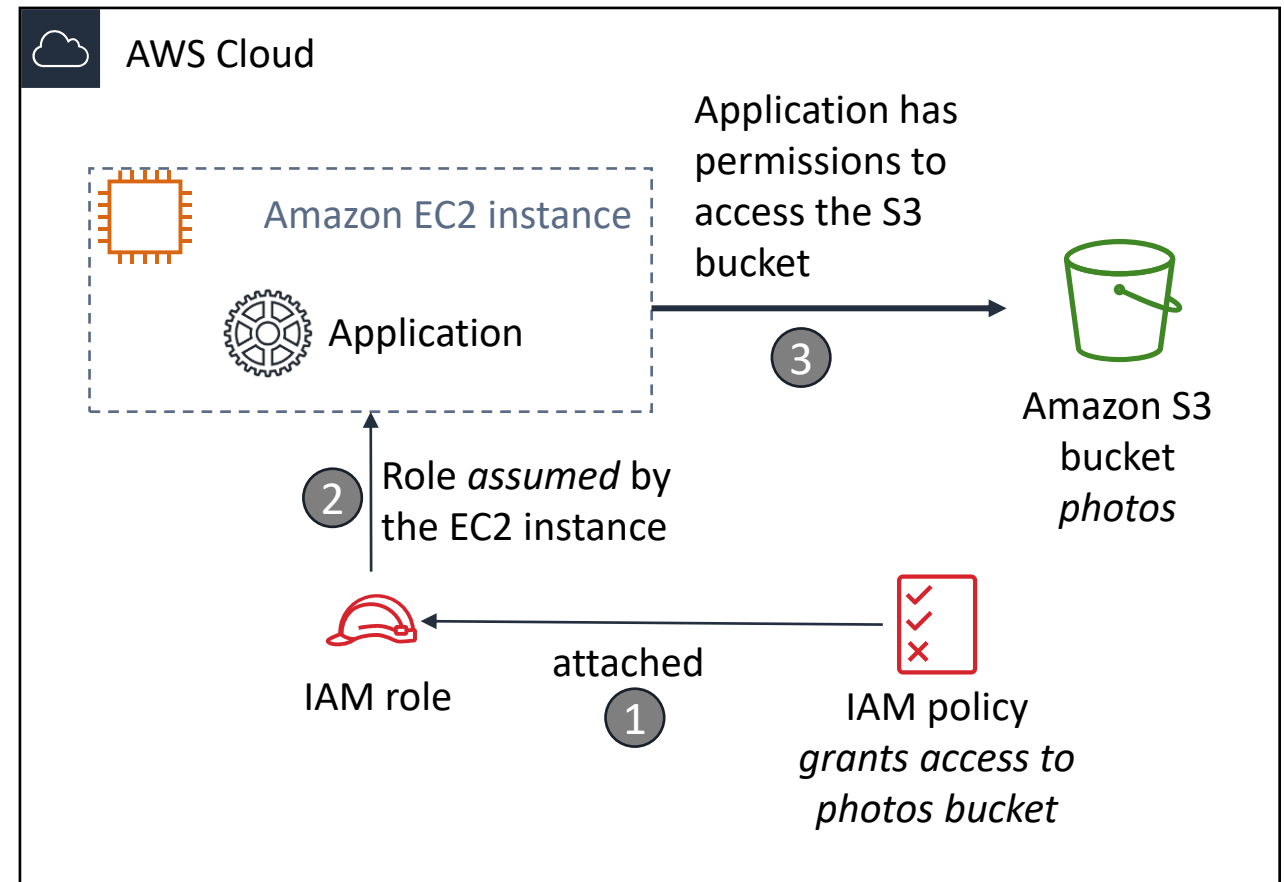 AWS Cloud
Application has
permissions to
access the S3
bucket
Amazon EC2 instance
Application
3
Amazon S3
bucket
photos
2
Role assumed by
the EC2 instance
attached
1
IAM role
IAM policy
grants access to
photos bucket